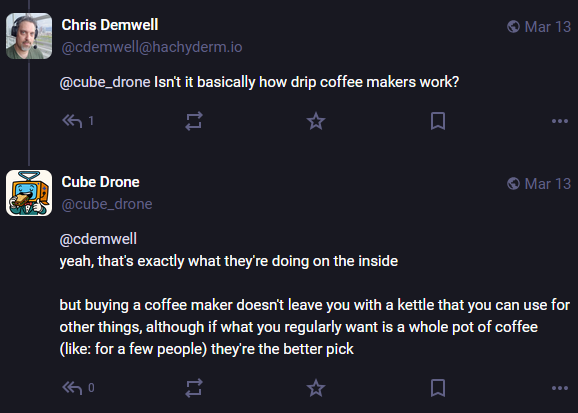 Chris Demwell
Mar 13
@cdemwell@hachyderm.io
@cube_drone Isn't it basically how drip coffee makers work?
1
Cube Drone
Mar 13
@cube_drone
@cdemwell
yeah, that's exactly what they're doing on the inside
but buying a coffee maker doesn't leave you with a kettle that you can use for
other things, although if what you regularly want is a whole pot of coffee
(like: for a few people) they're the better pick
0